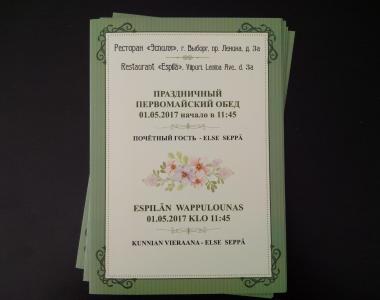 Ресторан «Эспиля», г. Выборг, пр. Ленина, д. 3а
Restaurant «Espilä», Viipuri, Lenina Ave., d. 3a
ПРАЗДНИЧНЫЙ
ПЕРВОМАЙСКИЙ ОБЕД
01.05.2017 начало в 11:45
ПОЧЁТНЫЙ ГОСТЬ - ELSE SEPPÄ
ESPILÄN WAPPULOUNAS
01.05.2017 KLO 11:45
KUNNIAN VIERAANA - ELSE SEPPÄ